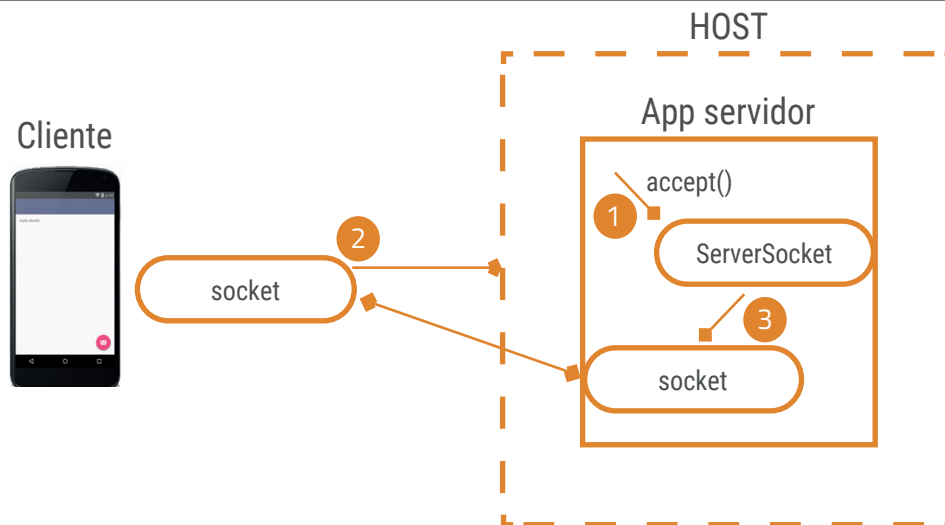 HOST
App servidor
Cliente
accept()
1
2
ServerSocket
socket
3
socket